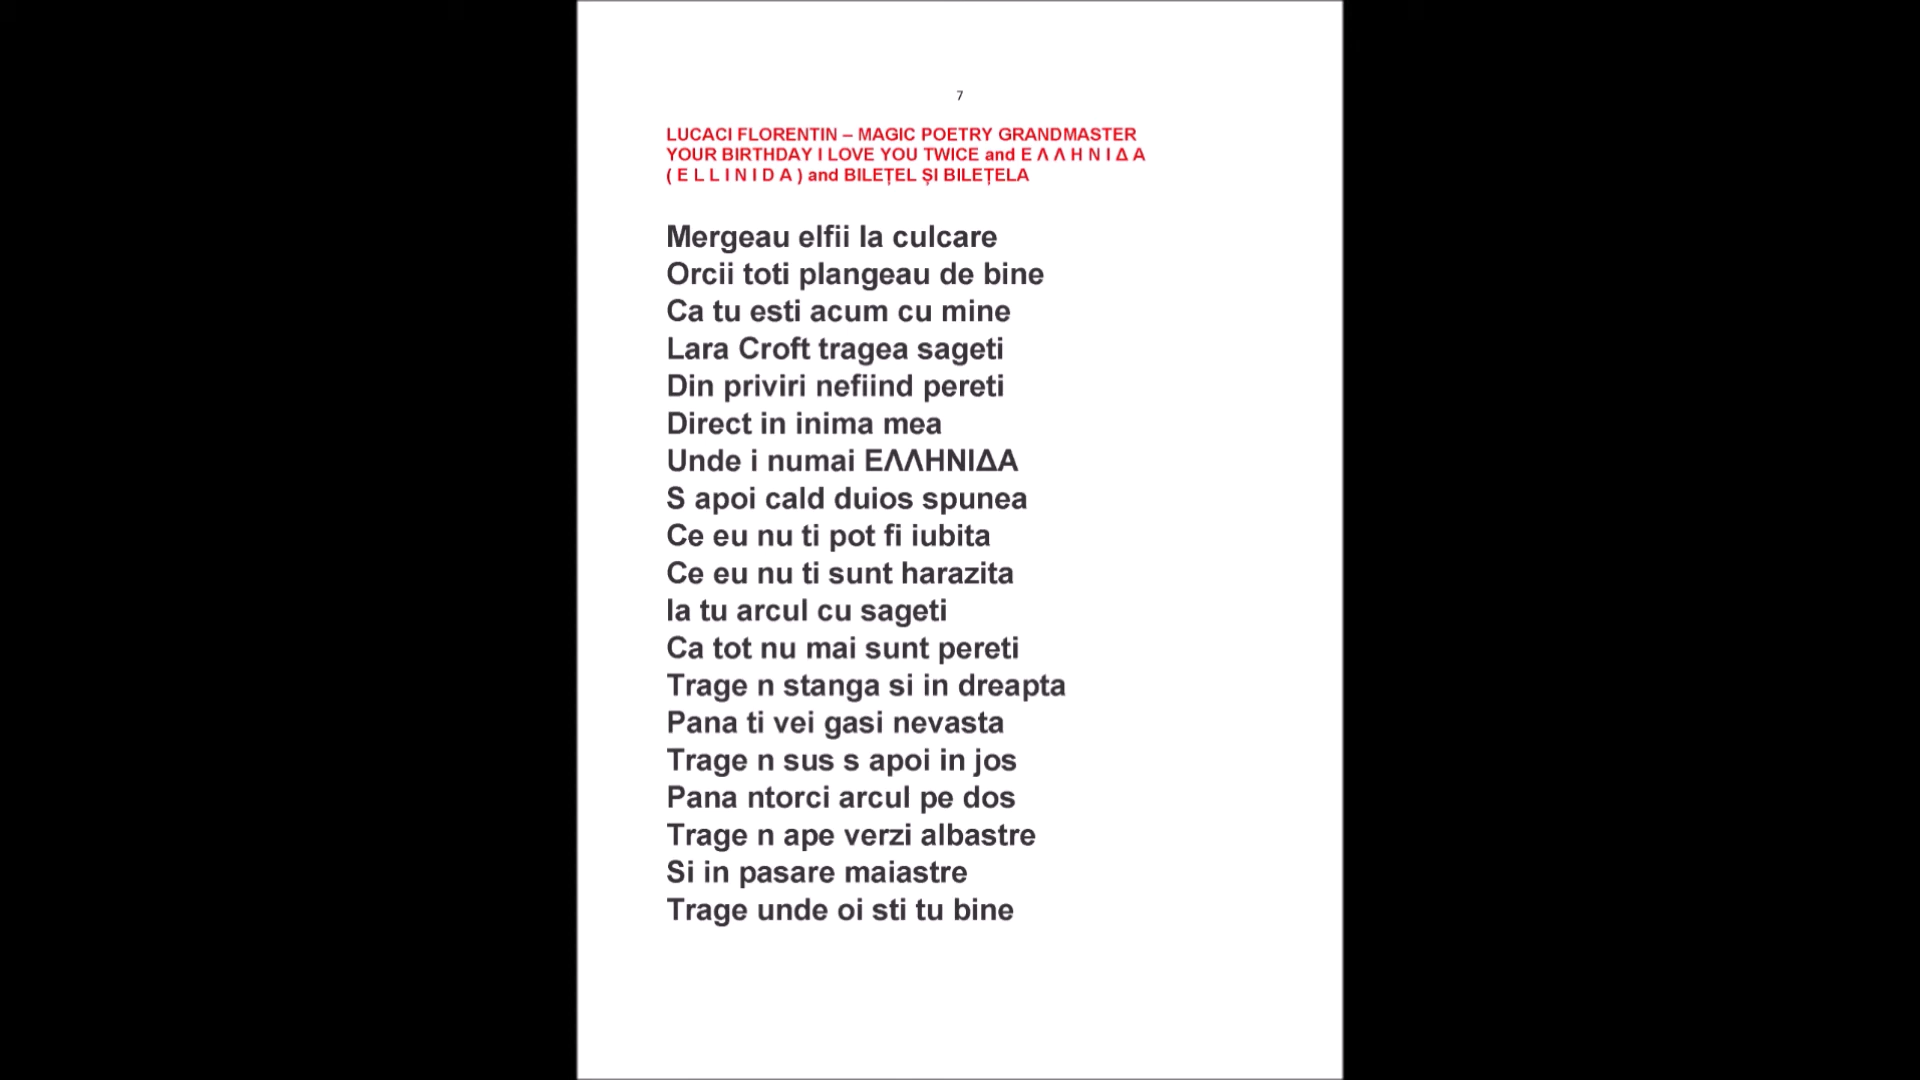 7
LUCACI FLORENTIN – MAGIC POETRY GRANDMASTER
YOUR BIRTHDAY I LOVE YOU TWICE and Ε Λ Λ Η Ν Ι Δ Α
( E L L I N I D A ) and BILEȚEL ȘI BILEȚELA
Mergeau elfii la culcare
Orcii toti plangeau de bine
Ca tu esti acum cu mine
Lara Croft tragea sageti
Din priviri nefiind pereti
Direct in inima mea
Unde i numai ΕΛΛΗΝΙΔΑ
S apoi cald duios spunea
Ce eu nu ti pot fi iubita
Ce eu nu ti sunt harazita
Ia tu arcul cu sageti
Ca tot nu mai sunt pereti
Trage n stanga si in dreapta
Pana ti vei gasi nevasta
Trage n sus s apoi in jos
Pana ntorci arcul pe dos
Trage n ape verzi albastre
Si in pasare maiastre
Trage unde oi sti tu bine